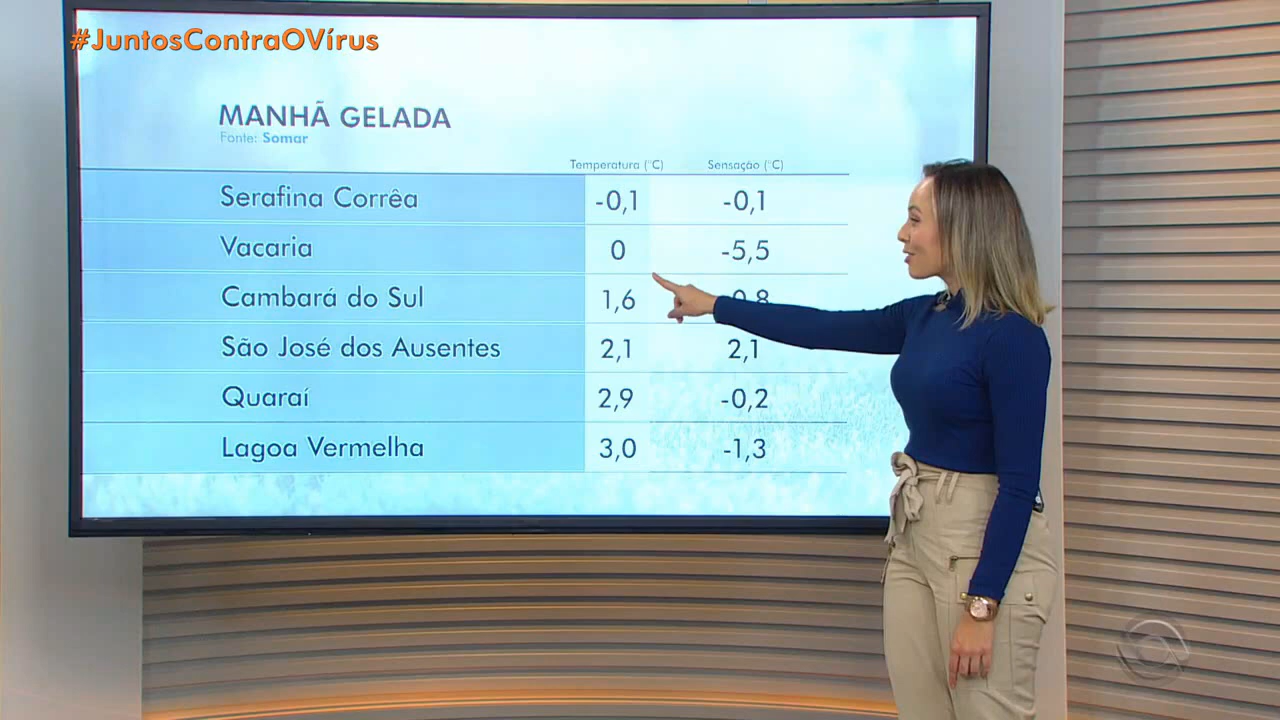 #JuntosContraOVírus
MANHÃ GELADA
Fonte: Somar
Temperatura (°C) Sensação (°C)
Serafina Corrêa -0,1 -0,1
Vacaria 0 -5,5
Cambará do Sul 1,6
São José dos Ausentes 2,1 2,1
Quaraí 2,9 -0,2
Lagoa Vermelha 3,0 -1,3